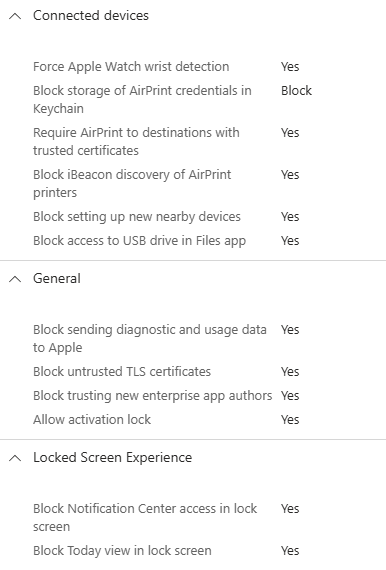 Connected devices
Force Apple Watch wrist detection Yes
Block storage of AirPrint credentials in Block
Keychain
Require AirPrint to destinations with Yes
trusted certificates
Block iBeacon discovery of AirPrint Yes
printers
Block setting up new nearby devices Yes
Block access to USB drive in Files app Yes
General
Block sending diagnostic and usage data Yes
to Apple
Block untrusted TLS certificates Yes
Block trusting new enterprise app authors Yes
Allow activation lock Yes
Locked Screen Experience
Block Notification Center access in lock Yes
screen
Block Today view in lock screen Yes